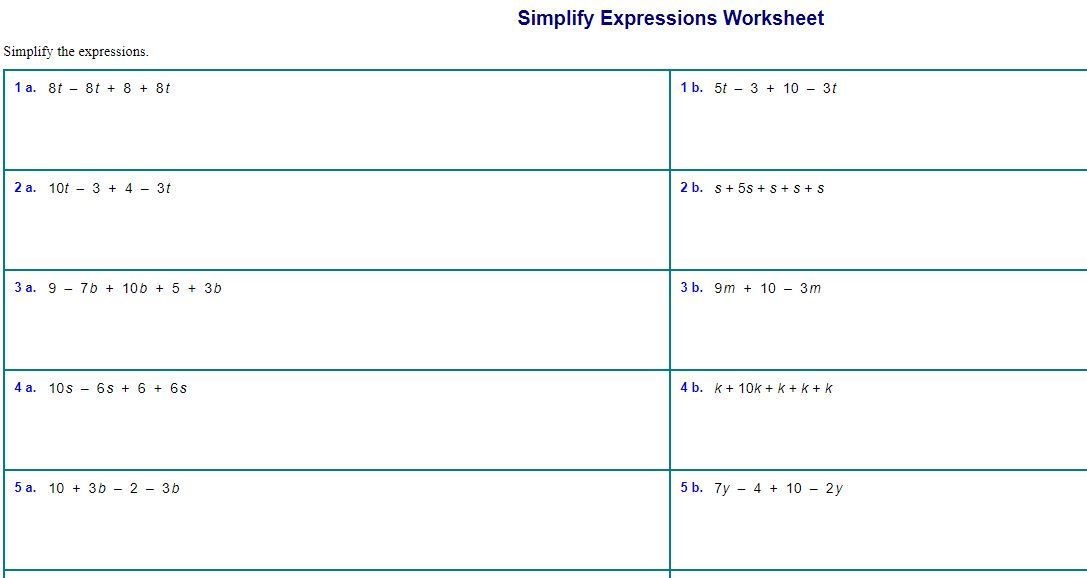 Simplify Expressions Worksheet
Simplify the expressions.
1 a. 8t – 8t + 8 + 8t
1 b. 5t – 3 + 10 – 3t
2 a. 10t – 3 + 4 – 3t
2 b. s + 5s + s + s + s
3 a. 9 – 7b + 10b + 5 + 3b
3 b. 9m + 10 – 3m
4 a. 10s – 6s + 6 + 6s
4 b. k + 10k + k + k + k
5 a. 10 + 3b – 2 – 3b
5 b. 7y – 4 + 10 – 2y